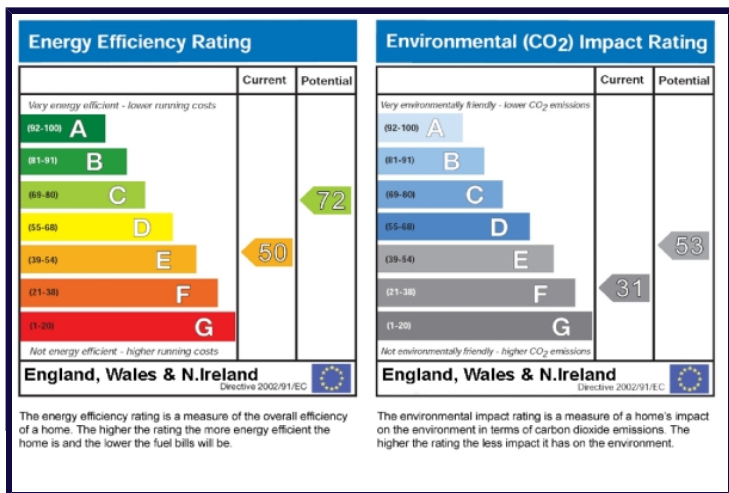 Energy Efficiency Rating
Current Potential
Very energy efficient - lower running costs
(92-100) A
(81-91) B
(69-80) C
72
(55-68) D
(39-54) E
50
(21-38) F
(1-20) G
Not energy efficient - higher running costs
England, Wales & N.Ireland
Directive 2002/91/EC
The energy efficiency rating is a measure of the overall efficiency
of a home. The higher the rating the more energy efficient the
home is and the lower the fuel bills will be.
Environmental (CO2) Impact Rating
Current Potential
Very environmentally friendly - lower CO2 emissions
(92-100) A
(81-91) B
(69-80) C
(55-68) D
53
(39-54) E
(21-38) F
31
(1-20) G
Not environmentally friendly - higher CO2 emissions
England, Wales & N.Ireland
Directive 2002/91/EC
The environmental impact rating is a measure of a home's impact
on the environment in terms of carbon dioxide emissions. The
higher the rating the less impact it has on the environment.